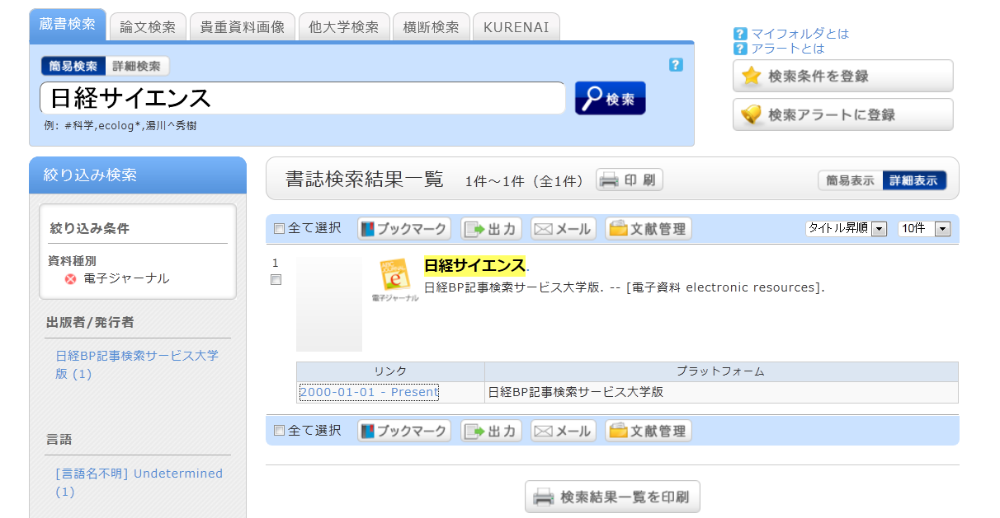 蔵書検索
論文検索
貴重資料画像
他大学検索
横断検索
KURENAI
マイフォルダとは
アラートとは
簡易検索
詳細検索
日経サイエンス
検索
例: #科学,ecolog*,湯川^秀樹
検索条件を登録
検索アラートに登録
絞り込み検索
絞り込み条件
資料種別
電子ジャーナル
出版者/発行者
日経BP記事検索サービス大学
版 (1)
言語
[言語名不明] Undetermined
(1)
書誌検索結果一覧 1件～1件（全1件）
印 刷
簡易表示
詳細表示
全て選択
ブックマーク
出力
メール
文献管理
タイトル昇順
10件
1
電子ジャーナル
日経サイエンス.
日経BP記事検索サービス大学版. -- [電子資料 electronic resources].
リンク
プラットフォーム
2000-01-01 - Present
日経BP記事検索サービス大学版
全て選択
ブックマーク
出力
メール
文献管理
検索結果一覧を印刷